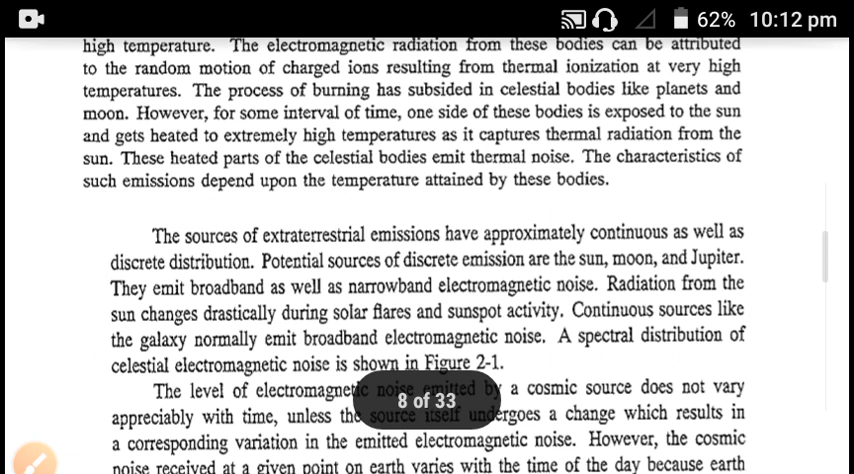 62% 10:12 pm
high temperature. The electromagnetic radiation from these bodies can be attributed
to the random motion of charged ions resulting from thermal ionization at very high
temperatures. The process of burning has subsided in celestial bodies like planets and
moon. However, for some interval of time, one side of these bodies is exposed to the sun
and gets heated to extremely high temperatures as it captures thermal radiation from the
sun. These heated parts of the celestial bodies emit thermal noise. The characteristics of
such emissions depend upon the temperature attained by these bodies.
The sources of extraterrestrial emissions have approximately continuous as well as
discrete distribution. Potential sources of discrete emission are the sun, moon, and Jupiter.
They emit broadband as well as narrowband electromagnetic noise. Radiation from the
sun changes drastically during solar flares and sunspot activity. Continuous sources like
the galaxy normally emit broadband electromagnetic noise. A spectral distribution of
celestial electromagnetic noise is shown in Figure 2-1.
The level of electromagnetic noise emitted by a cosmic source does not vary
8 of 33
appreciably with time, unless the source itself undergoes a change which results in
a corresponding variation in the emitted electromagnetic noise. However, the cosmic
noise received at a given point on earth varies with the time of the day because earth